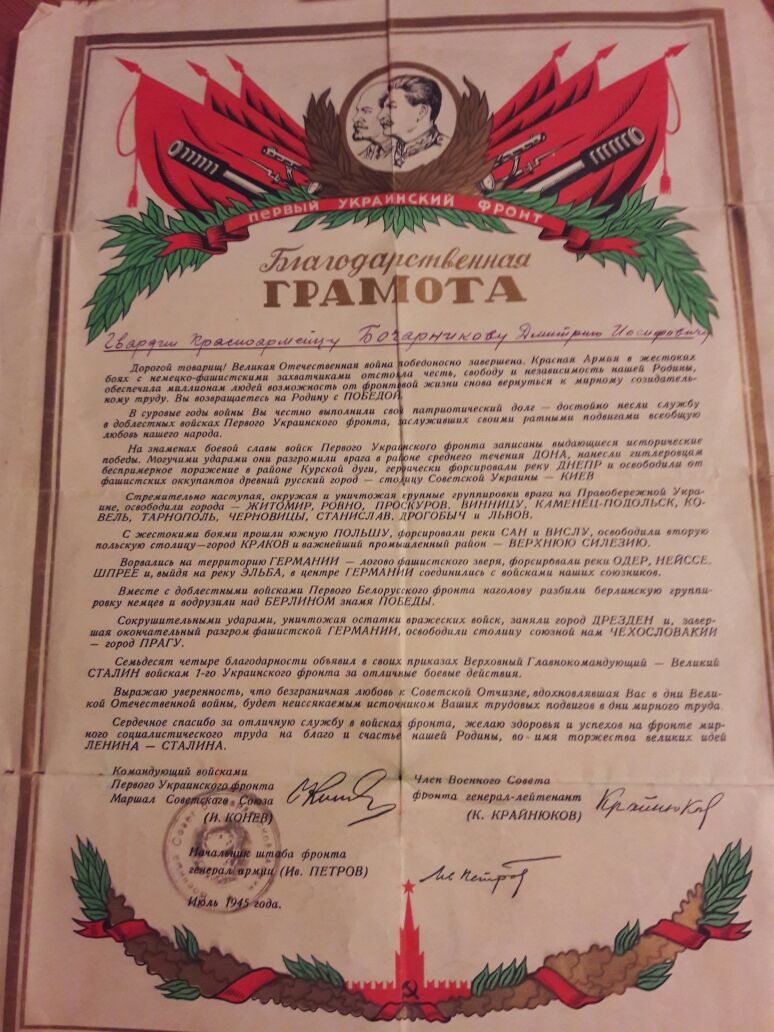 ПЕРВЫЙ УКРАИНСКИЙ ФРОНТ
Благодарственная
ГРАМОТА
Гвардии Красноармейцу Бочарникову Дмитрию Иосифовичу
Дорогой товарищ! Великая Отечественная война победоносно завершена. Красная Армия в жестоких
боях с немецко-фашистскими захватчиками отстояла честь, свободу и независимость нашей Родины,
обеспечила миллионам людей возможность от фронтовой жизни снова вернуться к мирному созидатель-
ному труду. Вы возвращаетесь на Родину с ПОБЕДОЙ.
В суровые годы войны Вы честно выполнили свой патриотический долг — достойно несли службу
в доблестных войсках Первого Украинского фронта, заслуживших своими ратными подвигами всеобщую
любовь нашего народа.
На знаменах боевой славы войск Первого Украинского фронта записаны выдающиеся исторические
победы. Могучими ударами они разгромили врага в районе среднего течения ДОНА, нанесли гитлеровцам
беспримерное поражение в районе Курской дуги, героически форсировали реку ДНЕПР и освободили от
фашистских оккупантов древний русский город — столицу Советской Украины — КИЕВ
Стремительно наступая, окружая и уничтожая крупные группировки врага на Правобережной Укра-
ине, освободили города — ЖИТОМИР, РОВНО, ПРОСКУРОВ, ВИННИЦУ, КАМЕНЕЦ-ПОДОЛЬСК, КО-
ВЕЛЬ, ТАРНОПОЛЬ, ЧЕРНОВИЦЫ, СТАНИСЛАВ, ДРОГОБЫЧ и ЛЬВОВ.
С жестокими боями прошли южную ПОЛЬШУ, форсировали реки САН и ВИСЛУ, освободили вторую
польскую столицу—город КРАКОВ и важнейший промышленный район — ВЕРХНЮЮ СИЛЕЗИЮ.
Ворвались на территорию ГЕРМАНИИ — логово фашистского зверя, форсировали реки ОДЕР, НЕЙССЕ,
ШПРЕЕ и, выйдя на реку ЭЛЬБА, в центре ГЕРМАНИИ соединились с войсками наших союзников.
Вместе с доблестными войсками Первого Белорусского фронта наголову разбили берлинскую группи-
ровку немцев и водрузили над БЕРЛИНОМ знамя ПОБЕДЫ.
Сокрушительными ударами, уничтожая остатки вражеских войск, заняли город ДРЕЗДЕН и, завер-
шая окончательный разгром фашистской ГЕРМАНИИ, освободили столицу союзной нам ЧЕХОСЛОВАКИИ
— город ПРАГУ.
Семьдесят четыре благодарности объявил в своих приказах Верховный Главнокомандующий — Великий
СТАЛИН войскам 1-го Украинского фронта за отличные боевые действия.
Выражаю уверенность, что безграничная любовь к Советской Отчизне, вдохновлявшая Вас в дни Вели-
кой Отечественной войны, будет неиссякаемым источником Ваших трудовых подвигов в дни мирного труда.
Сердечное спасибо за отличную службу в войсках фронта, желаю здоровья и успехов на фронте мир-
ного социалистического труда на благо и счастье нашей Родины, во имя торжества великих идей
ЛЕНИНА — СТАЛИНА.
Командующий войсками
Первого Украинского фронта
Маршал Советского Союза
(И. КОНЕВ)
Член Военного Совета
фронта генерал-лейтенант
(К. КРАЙНЮКОВ)
Крайнюков
Начальник штаба фронта
генерал армии (Ив. ПЕТРОВ)
Ив Петров
Июль 1945 года.